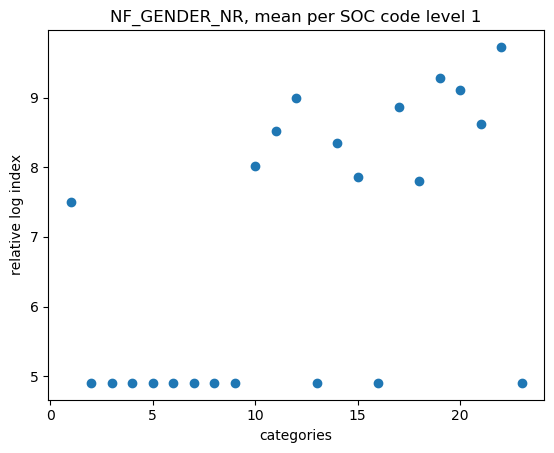 NF_GENDER_NR, mean per SOC code level 1
9
8
7
6
5
relative log index
0 5 10 15 20
categories